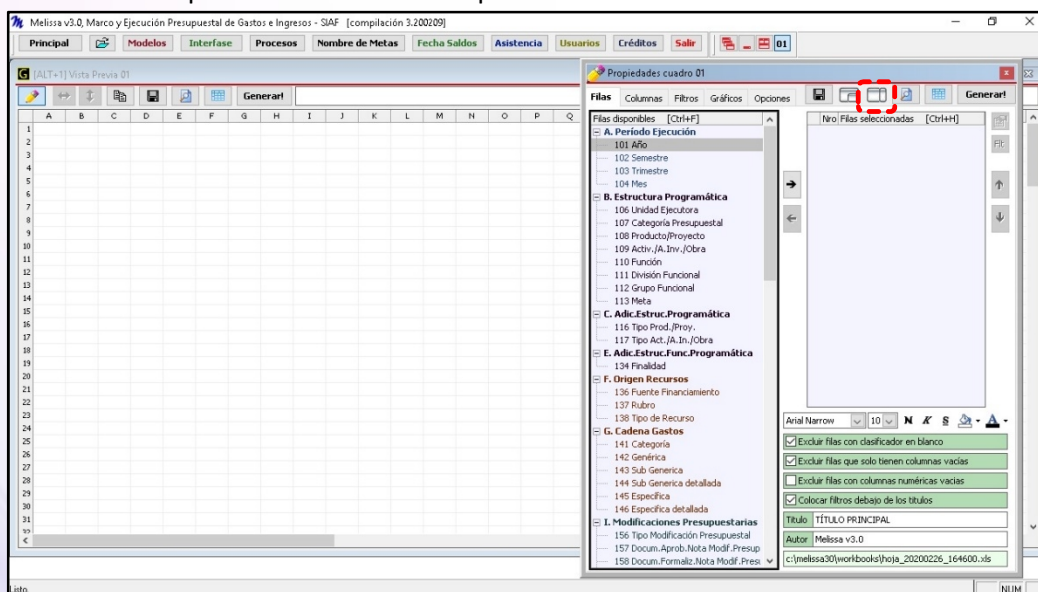 Melissa v3.0, Marco y Ejecución Presupuestal de Gastos e Ingresos - SIAF [compilación 3.200209]
Principal Modelos Interfase Procesos Nombre de Metas Fecha Saldos Asistencia Usuarios Créditos Salir 01
[ALT+1] Vista Previa 01
Generar!
A B C D E F G H I J K L M N O P Q
1
2
3
4
5
6
7
8
9
10
11
12
13
14
15
16
17
18
19
20
21
22
23
24
25
26
27
28
29
30
31
Propiedades cuadro 01
Filas Columnas Filtros Gráficos Opciones Generar!
Filas disponibles [Ctrl+F]
A. Período Ejecución
101 Año
102 Semestre
103 Trimestre
104 Mes
B. Estructura Programática
106 Unidad Ejecutora
107 Categoría Presupuestal
108 Producto/Proyecto
109 Activ./A.Inv./Obra
110 Función
111 División Funcional
112 Grupo Funcional
113 Meta
C. Adic.Estruc.Programática
116 Tipo Prod./Proy.
117 Tipo Act./A.In./Obra
E. Adic.Estruc.Func.Programática
134 Finalidad
F. Origen Recursos
136 Fuente Financiamiento
137 Rubro
138 Tipo de Recurso
G. Cadena Gastos
141 Categoría
142 Genérica
143 Sub Generica
144 Sub Generica detallada
145 Específica
146 Específica detallada
I. Modificaciones Presupuestarias
156 Tipo Modificación Presupuestal
157 Docum.Aprob.Nota Modif.Presup
158 Docum.Formaliz.Nota Modif.Presi
Nro Filas seleccionadas [Ctrl+H]
Flt
Arial Narrow 10 N K S A
Excluir filas con clasificador en blanco
Excluir filas que solo tienen columnas vacías
Excluir filas con columnas numéricas vacias
Colocar filtros debajo de los titulos
Titulo TÍTULO PRINCIPAL
Autor Melissa v3.0
c:\melissa30\workbooks\hoja_20200226_164600.xls
Listo
NUM